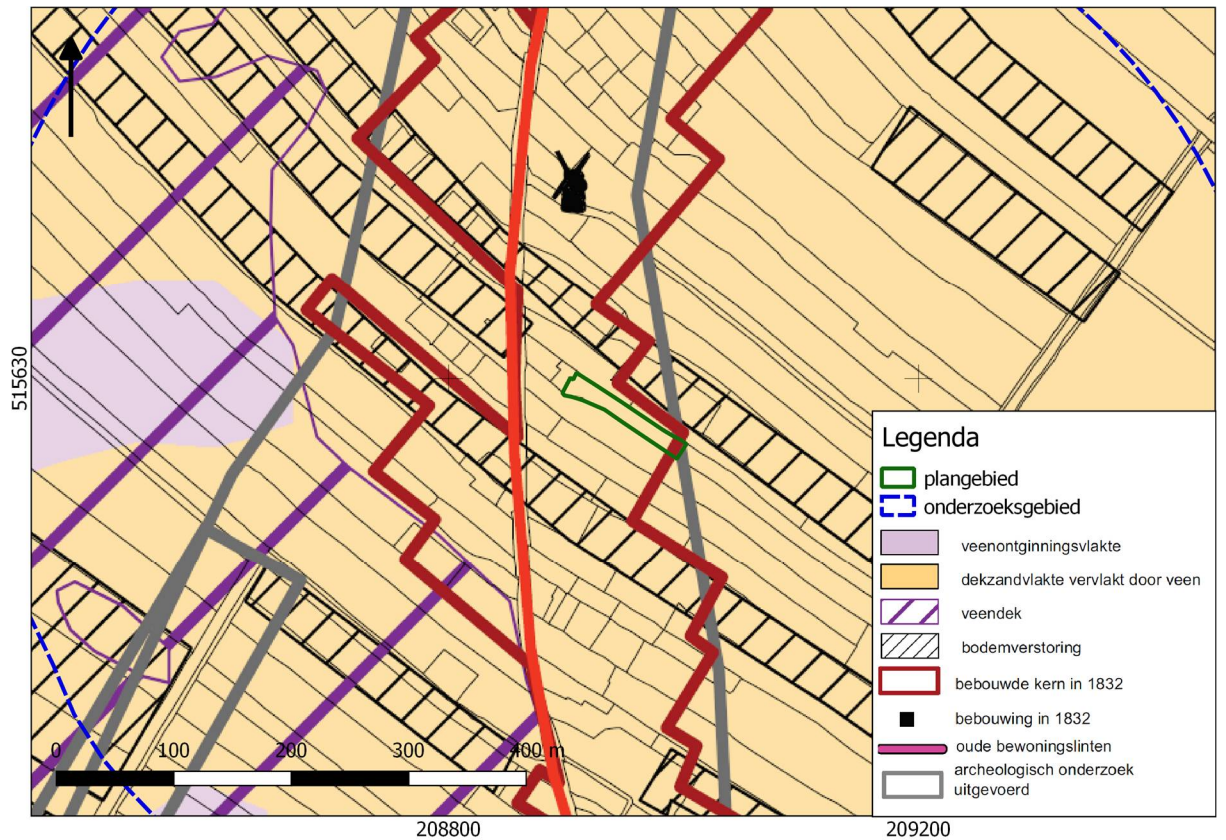 515630
0
100
200
300
400 m
208800
209200
Legenda
plangebied
onderzoeksgebied
veenontginningsvlakte
dekzandvlakte vervlakt door veen
veendek
bodemverstoring
bebouwde kern in 1832
bebouwing in 1832
oude bewoningslinten
archeologisch onderzoek
uitgevoerd